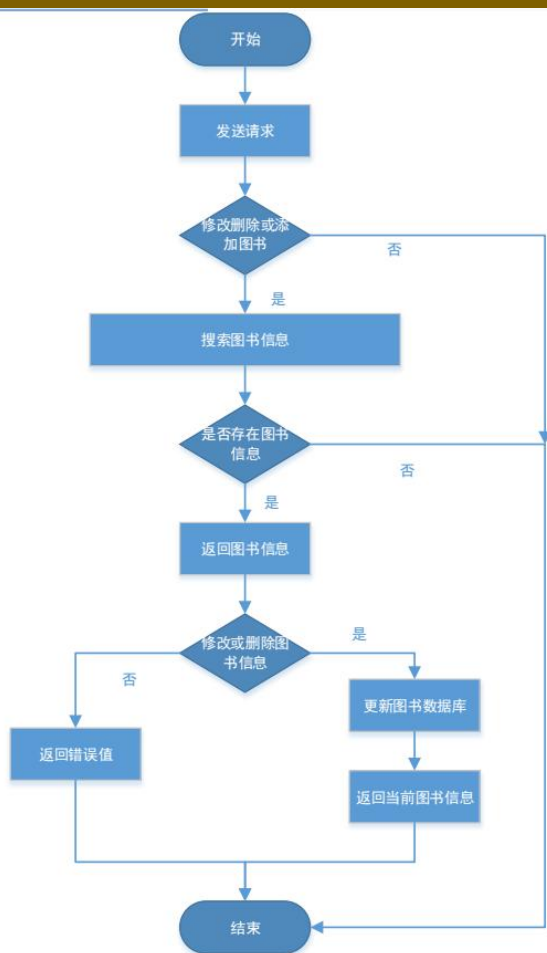 开始
发送请求
修改删除或添
加图书
否
是
搜索图书信息
是否存在图书
信息
否
是
返回图书信息
修改或删除图
书信息
是
否
更新图书数据库
返回错误值
返回当前图书信息
结束